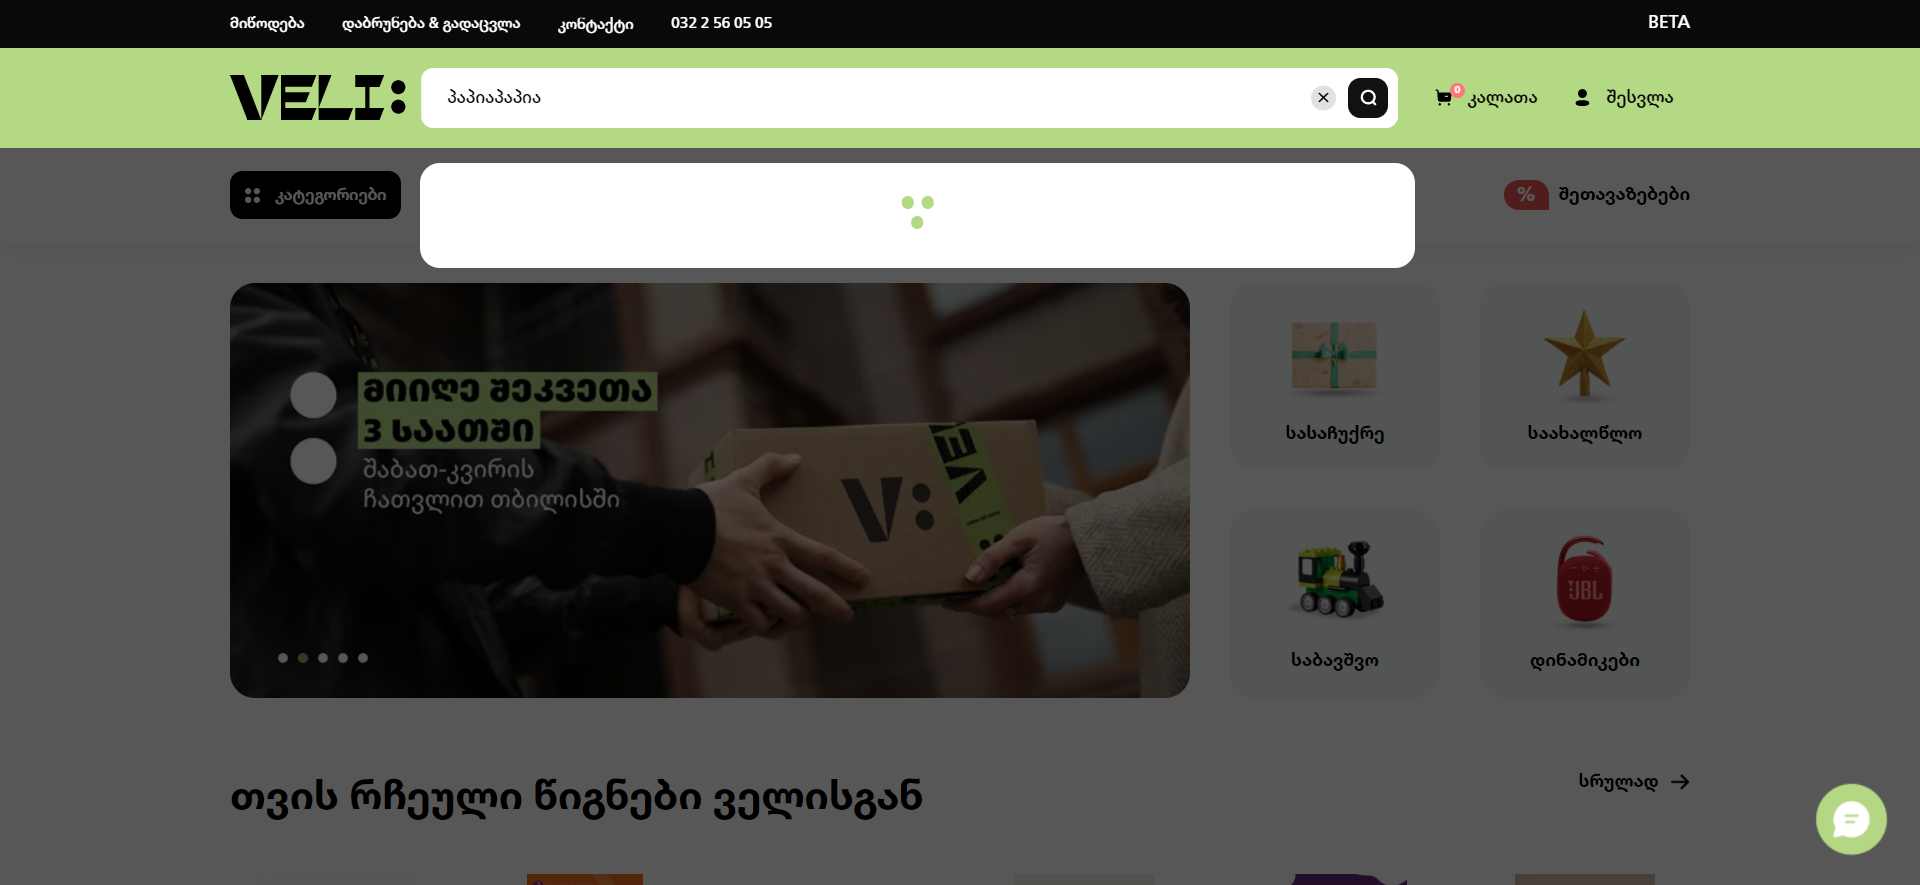 მიწოდება
დაბრუნება & გადაცვლა
კონტაქტი
032 2 56 05 05
BETA
VELI:
პაპიაპაპია
0
კალათა
შესვლა
კატეგორიები
%
შეთავაზებები
მიიღე შეკვეთა
3 საათში
შაბათ-კვირის
ჩათვლით თბილისში
V:
VELI
სასაჩუქრე
საახალწლო
JBL
საბავშვო
დინამიკები
თვის რჩეული წიგნები ველისგან
სრულად